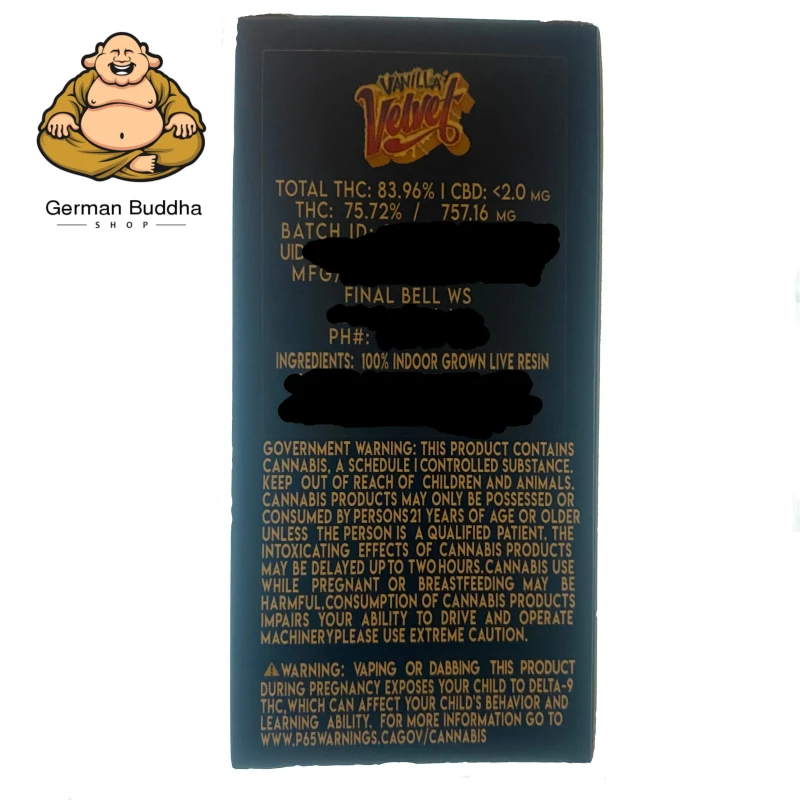 German Buddha
SHOP
VANILLA
Velvet
TOTAL THC: 83.96% | CBD: <2.0 MG
THC: 75.72% / 757.16 MG
BATCH ID:
UID
MFG/
FINAL BELL WS
PH#:
INGREDIENTS: 100% INDOOR GROWN LIVE RESIN
GOVERNMENT WARNING: THIS PRODUCT CONTAINS
CANNABIS, A SCHEDULE I CONTROLLED SUBSTANCE.
KEEP OUT OF REACH OF CHILDREN AND ANIMALS.
CANNABIS PRODUCTS MAY ONLY BE POSSESSED OR
CONSUMED BY PERSONS 21 YEARS OF AGE OR OLDER
UNLESS THE PERSON IS A QUALIFIED PATIENT. THE
INTOXICATING EFFECTS OF CANNABIS PRODUCTS
MAY BE DELAYED UP TO TWO HOURS. CANNABIS USE
WHILE PREGNANT OR BREASTFEEDING MAY BE
HARMFUL.CONSUMPTION OF CANNABIS PRODUCTS
IMPAIRS YOUR ABILITY TO DRIVE AND OPERATE
MACHINERYPLEASE USE EXTREME CAUTION.
WARNING: VAPING OR DABBING THIS PRODUCT
DURING PREGNANCY EXPOSES YOUR CHILD TO DELTA-9
THC,WHICH CAN AFFECT YOUR CHILD'S BEHAVIOR AND
LEARNING ABILITY. FOR MORE INFORMATION GO TO
WWW.P65WARNINGS.CAGOV/CANNABIS